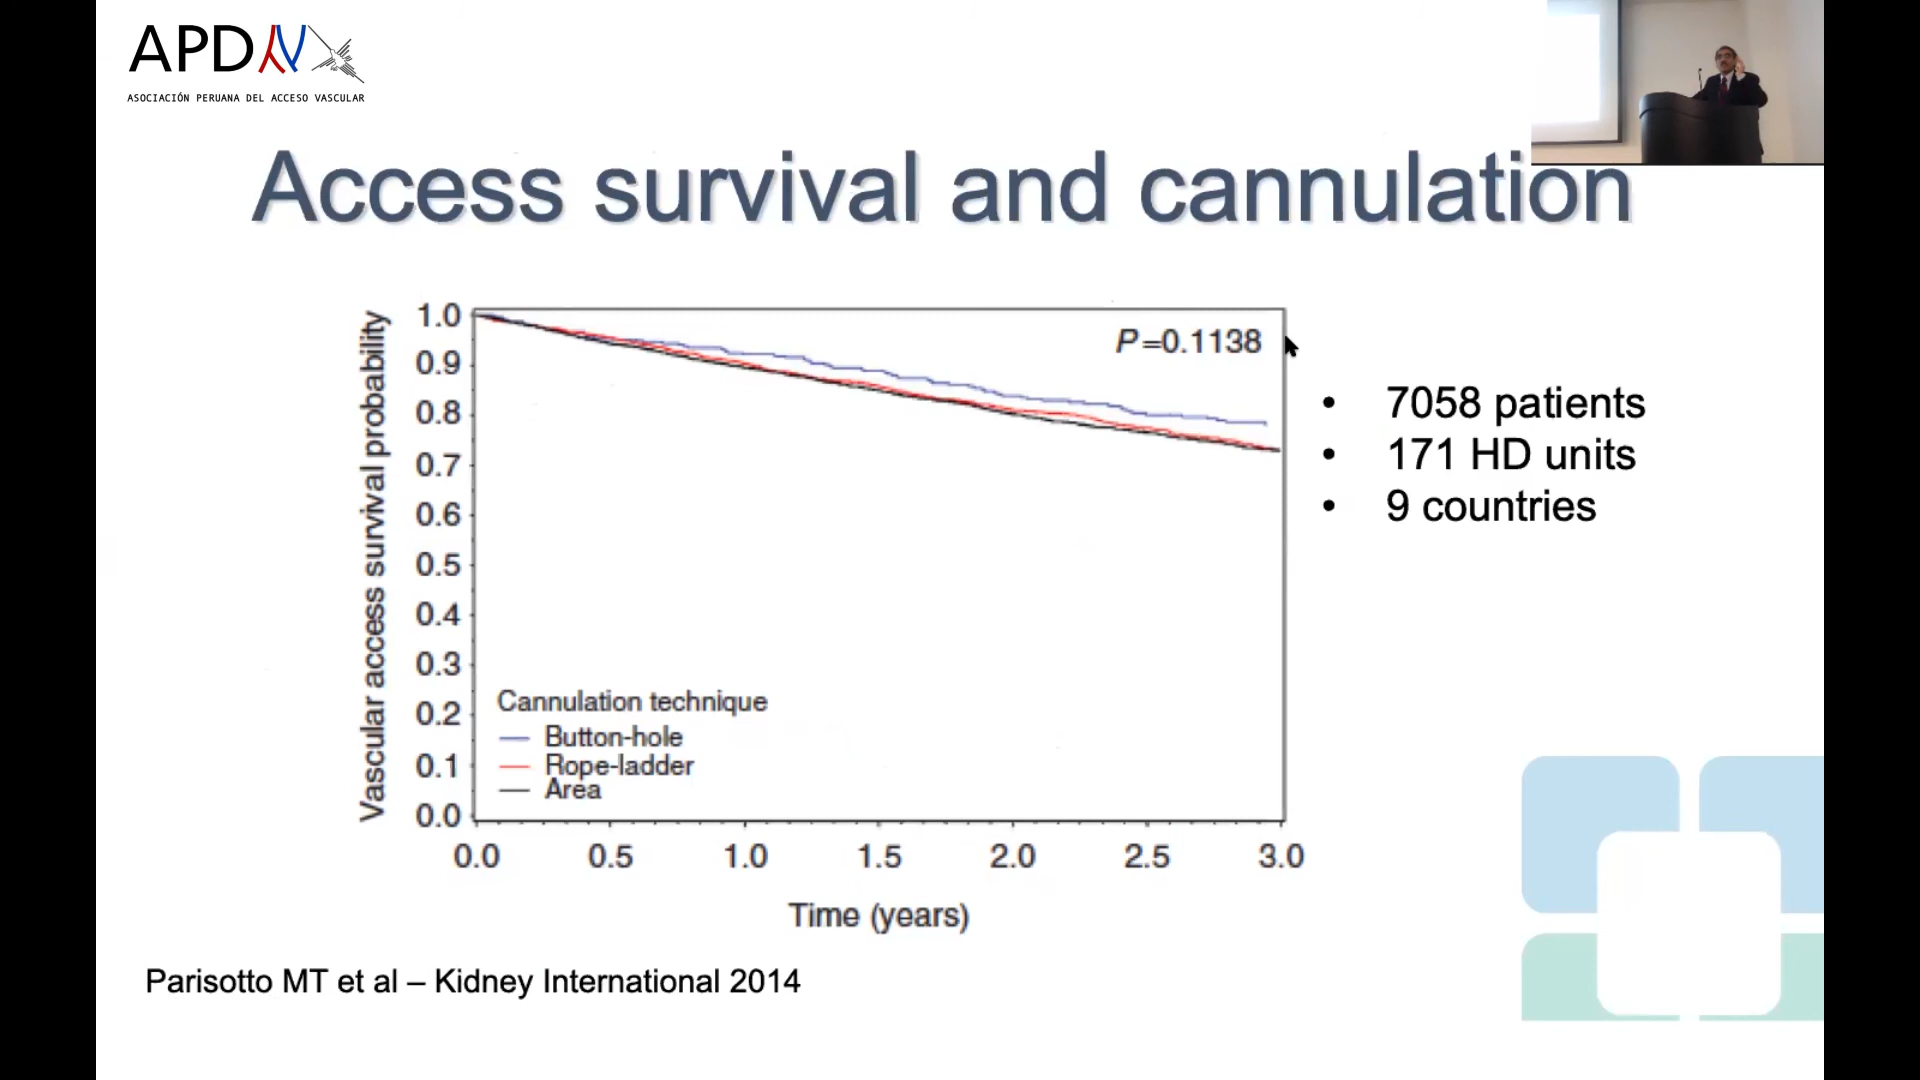 APDAV
ASOCIACIÓN PERUANA DEL ACCESO VASCULAR
Access survival and cannulation
Vascular access survival probability
1.0
0.9
0.8
0.7
0.6
0.5
0.4
0.3
0.2
0.1
0.0
P=0.1138
Cannulation technique
Button-hole
Rope-ladder
Area
0.0 0.5 1.0 1.5 2.0 2.5 3.0
Time (years)
• 7058 patients
• 171 HD units
• 9 countries
Parisotto MT et al – Kidney International 2014